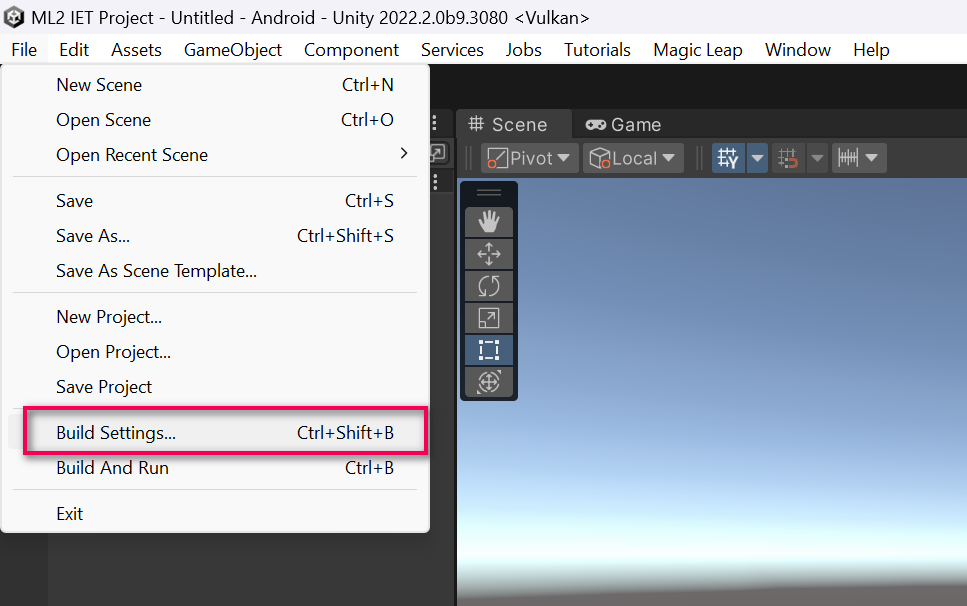 ML2 IET Project - Untitled - Android - Unity 2022.2.0b9.3080 <Vulkan>
File Edit Assets GameObject Component Services Jobs Tutorials Magic Leap Window Help
New Scene Ctrl+N
Open Scene Ctrl+O
Open Recent Scene
Save Ctrl+S
Save As... Ctrl+Shift+S
Save As Scene Template...
New Project...
Open Project...
Save Project
Build Settings... Ctrl+Shift+B
Build And Run Ctrl+B
Exit
Scene Game
Pivot Local